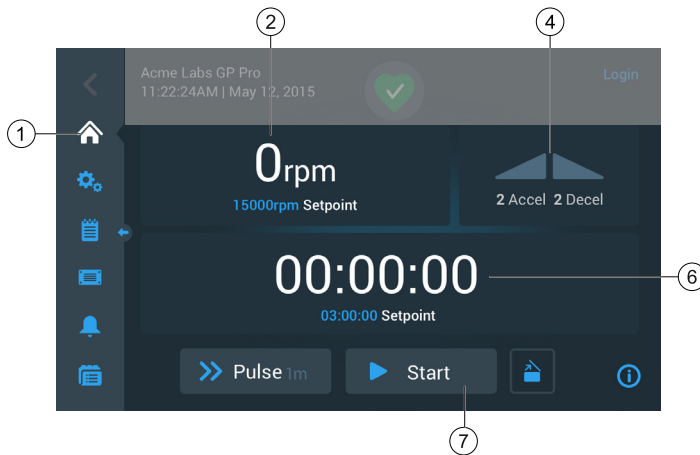 2
4
Acme Labs GP Pro
11:22:24AM | May 12, 2015
Login
1
0rpm
15000rpm Setpoint
2 Accel 2 Decel
00:00:00
6
03:00:00 Setpoint
Pulse 1m
Start
7